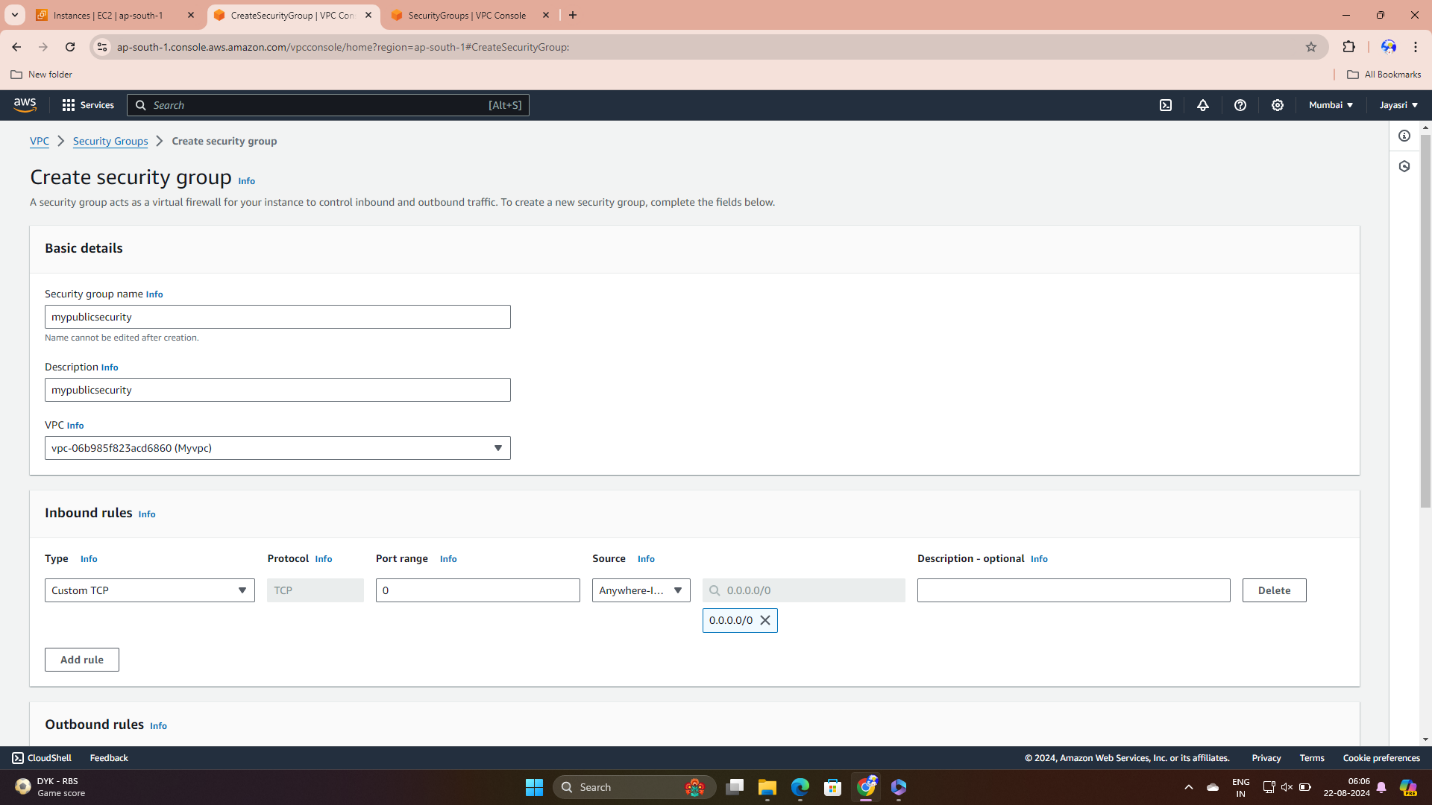 Instances | EC2 | ap-south-1
CreateSecurityGroup | VPC Con
SecurityGroups | VPC Console
ap-south-1.console.aws.amazon.com/vpcconsole/home?region=ap-south-1#CreateSecurityGroup:
New folder
All Bookmarks
aws
Services
Search
[Alt+S]
Mumbai
Jayasri
VPC
Security Groups
Create security group
Create security group Info
A security group acts as a virtual firewall for your instance to control inbound and outbound traffic. To create a new security group, complete the fields below.
Basic details
Security group name Info
mypublicsecurity
Name cannot be edited after creation.
Description Info
mypublicsecurity
VPC Info
vpc-06b985f823acd6860 (Myvpc)
Inbound rules Info
Type Info Protocol Info Port range Info Source Info Description - optional Info
Custom TCP TCP 0 Anywhere-I... 0.0.0.0/0 Delete
0.0.0.0/0
Add rule
Outbound rules Info
CloudShell Feedback © 2024, Amazon Web Services, Inc. or its affiliates. Privacy Terms Cookie preferences
DYK - RBS
Game score
Search
ENG
IN
06:06
22-08-2024